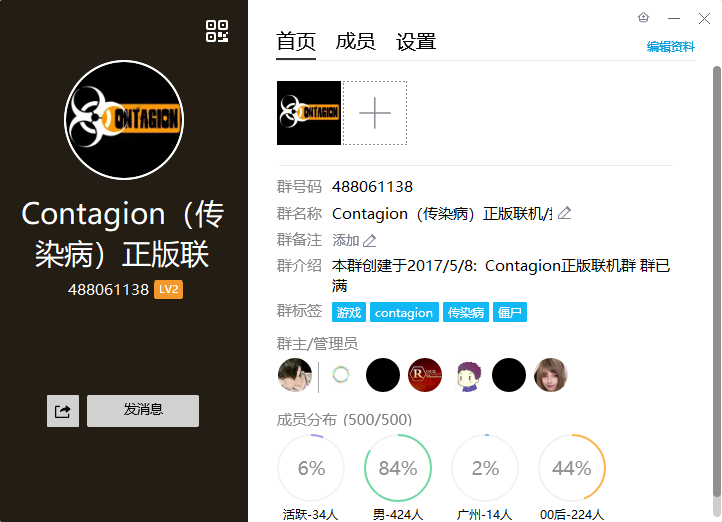 Contagion（传
染病）正版联
488061138 LV2
发消息
首页 成员 设置
编辑资料
CONTAGION
群号码 488061138
群名称 Contagion（传染病）正版联机/
群备注 添加
群介绍 本群创建于2017/5/8: Contagion正版联机群 群已
满
群标签 游戏 contagion 传染病 僵尸
群主/管理员
成员分布 (500/500)
6% 84% 2% 44%
活跃-34人 男-424人 广州-14人 00后-224人